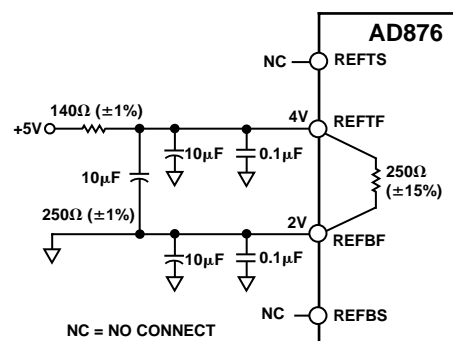 AD876
NC
REFTS
140Ω (±1%)
4V
REFTF
+5V
10µF
0.1µF
250Ω
(±15%)
10µF
250Ω (±1%)
2V
REFBF
10µF
0.1µF
NC
REFBS
NC = NO CONNECT